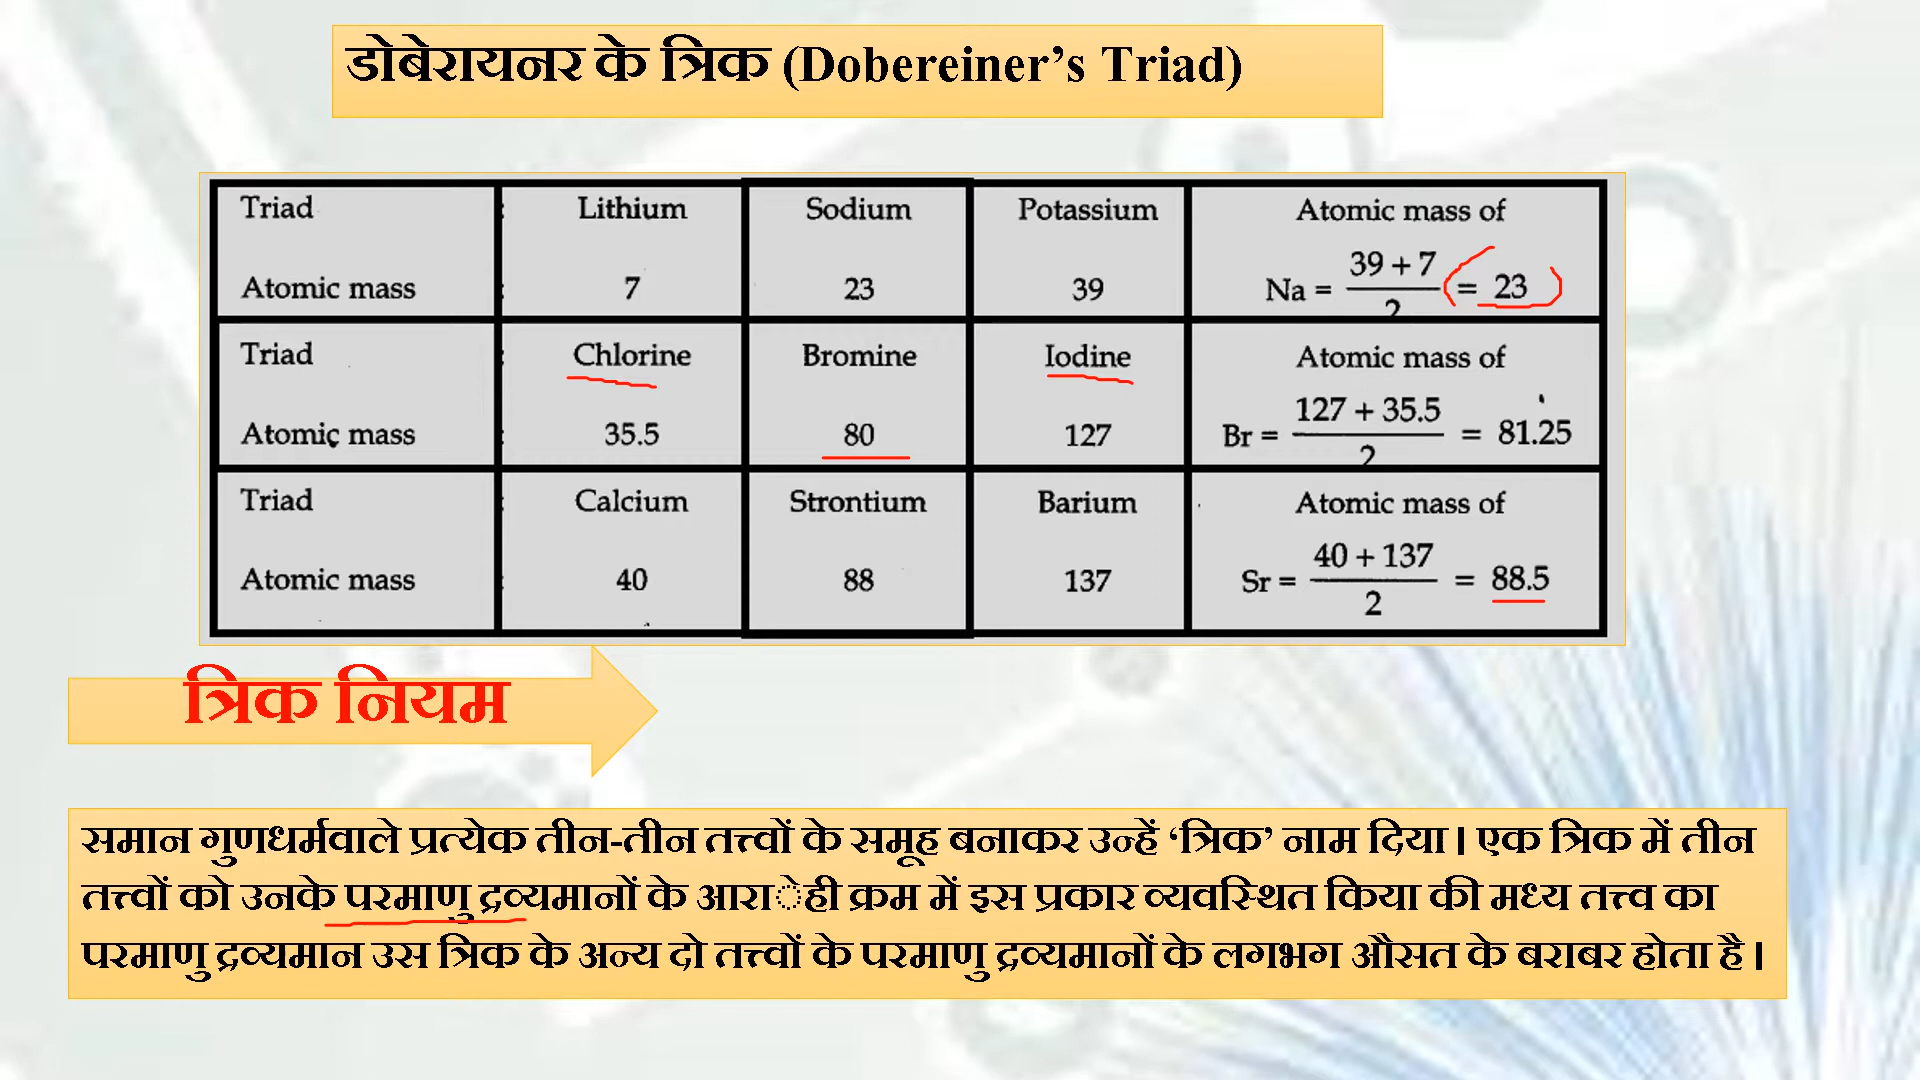 डोबेरायनर के त्रिक (Dobereiner’s Triad)
Triad : Lithium Sodium Potassium Atomic mass of
Atomic mass : 7 23 39 Na = 39 + 7 / 2 = 23
Triad : Chlorine Bromine Iodine Atomic mass of
Atomic mass : 35.5 80 127 Br = 127 + 35.5 / 2 = 81.25
Triad : Calcium Strontium Barium Atomic mass of
Atomic mass : 40 88 137 Sr = 40 + 137 / 2 = 88.5
त्रिक नियम
समान गुणधर्मवाले प्रत्येक तीन-तीन तत्त्वों के समूह बनाकर उन्हें ‘त्रिक’ नाम दिया । एक त्रिक में तीन
तत्त्वों को उनके परमाणु द्रव्यमानों के आरा◌ेही क्रम में इस प्रकार व्यवस्थित किया की मध्य तत्त्व का
परमाणु द्रव्यमान उस त्रिक के अन्य दो तत्त्वों के परमाणु द्रव्यमानों के लगभग औसत के बराबर होता है ।